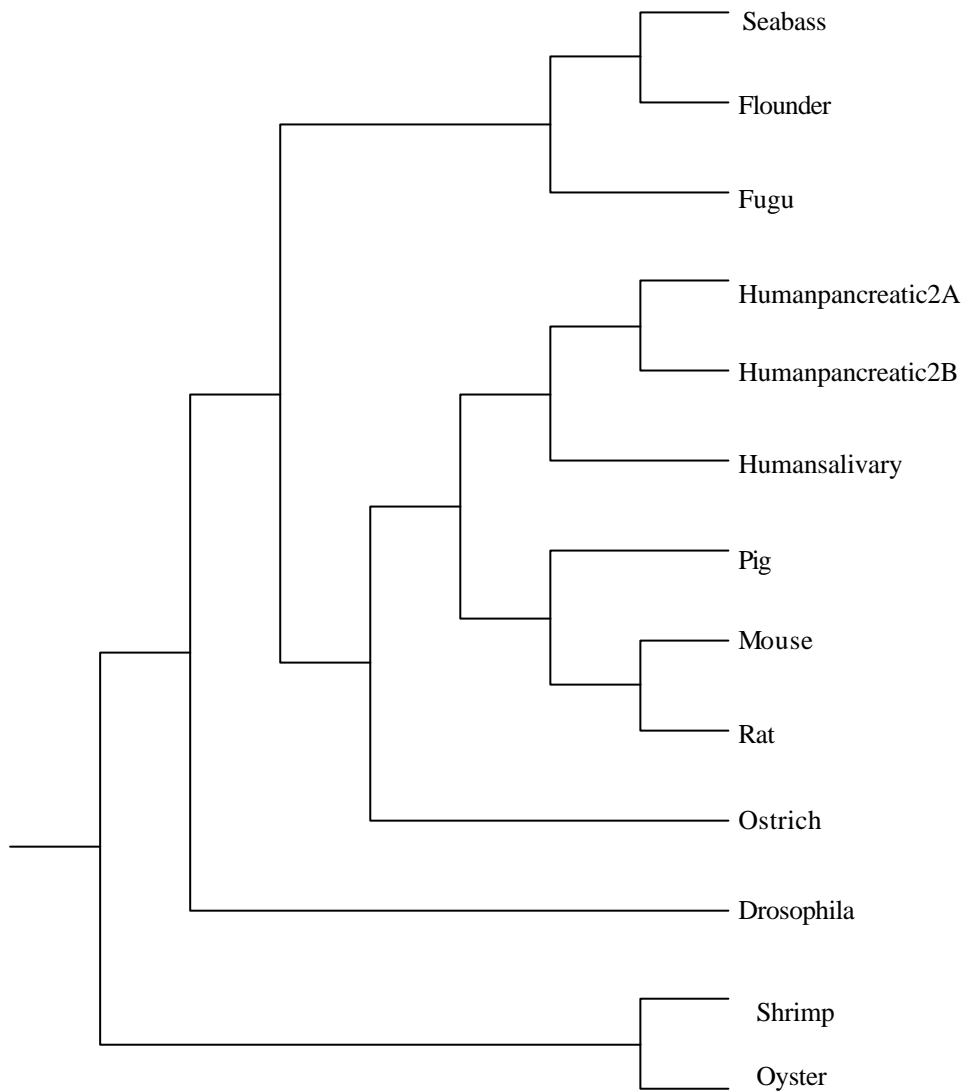 Seabass
Flounder
Fugu
Humanpancreatic2A
Humanpancreatic2B
Humansalivary
Pig
Mouse
Rat
Ostrich
Drosophila
Shrimp
Oyster